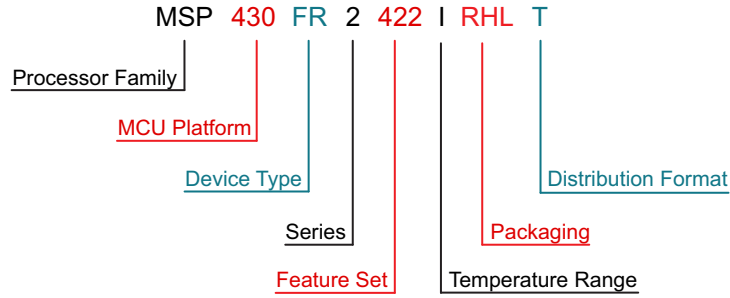 MSP 430 FR 2 422 I RHL T
Processor Family
MCU Platform
Device Type
Distribution Format
Series
Packaging
Feature Set
Temperature Range